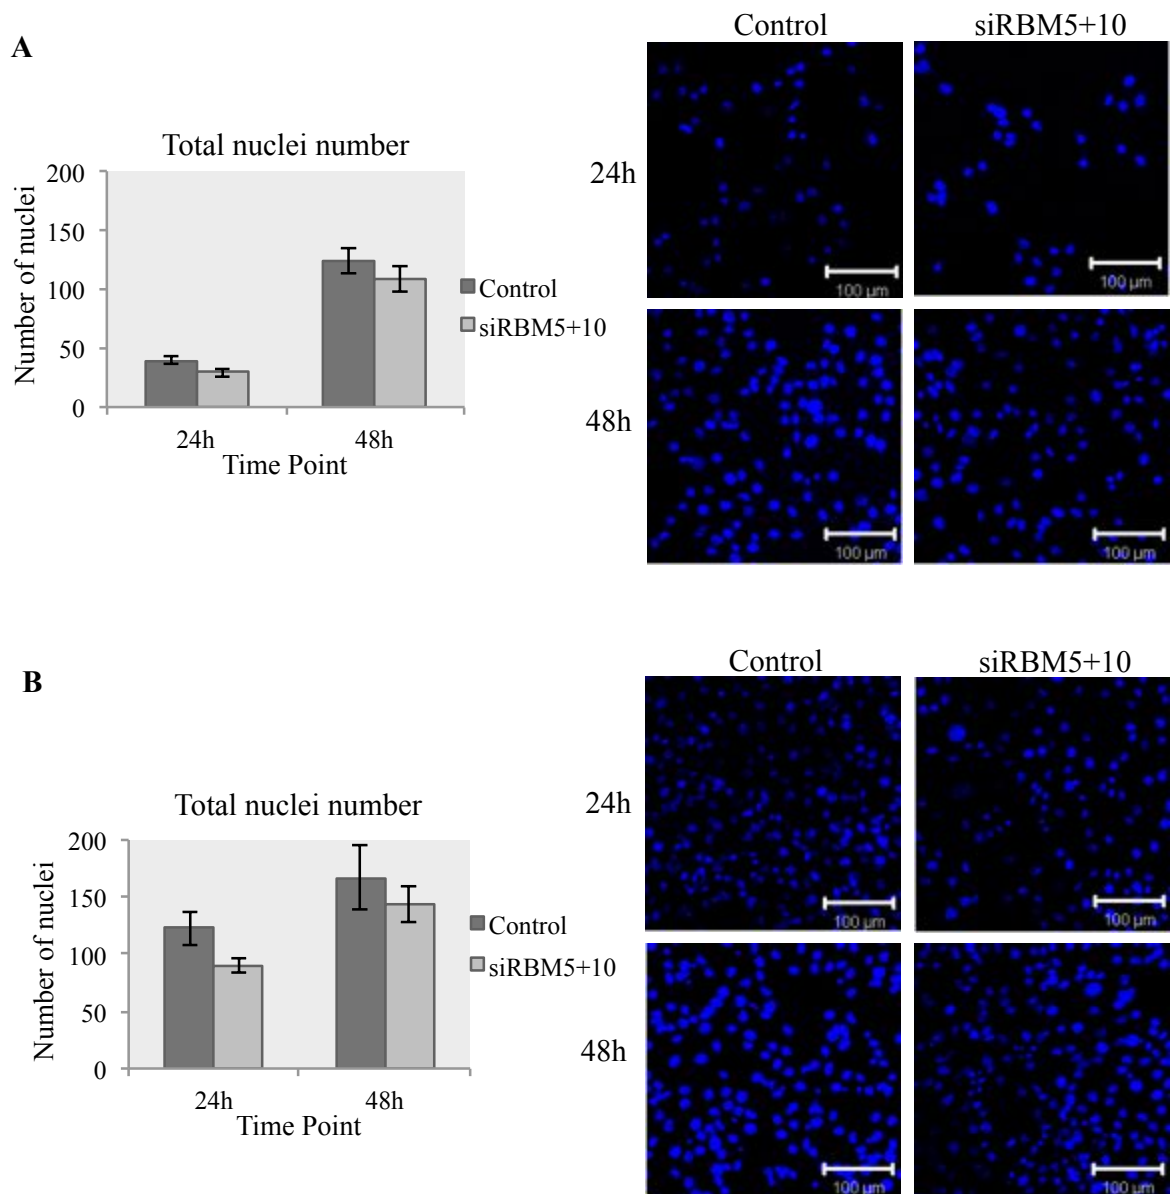 A
Control
siRBM5+10
Total nuclei number
200
150
100
50
0
Number of nuclei
24h
48h
Time Point
Control
siRBM5+10
24h
100 µm
100 µm
48h
100 µm
100 µm
B
Control
siRBM5+10
Total nuclei number
200
150
100
50
0
Number of nuclei
24h
48h
Time Point
Control
siRBM5+10
24h
100 µm
100 µm
48h
100 µm
100 µm